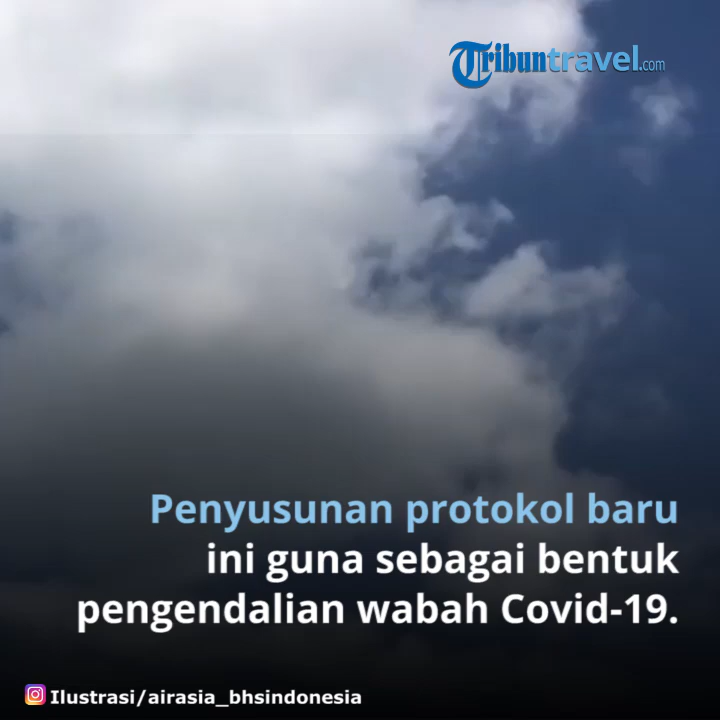 Tribuntravel.com
Penyusunan protokol baru
ini guna sebagai bentuk
pengendalian wabah Covid-19.
Ilustrasi/airasia_bhsindonesia